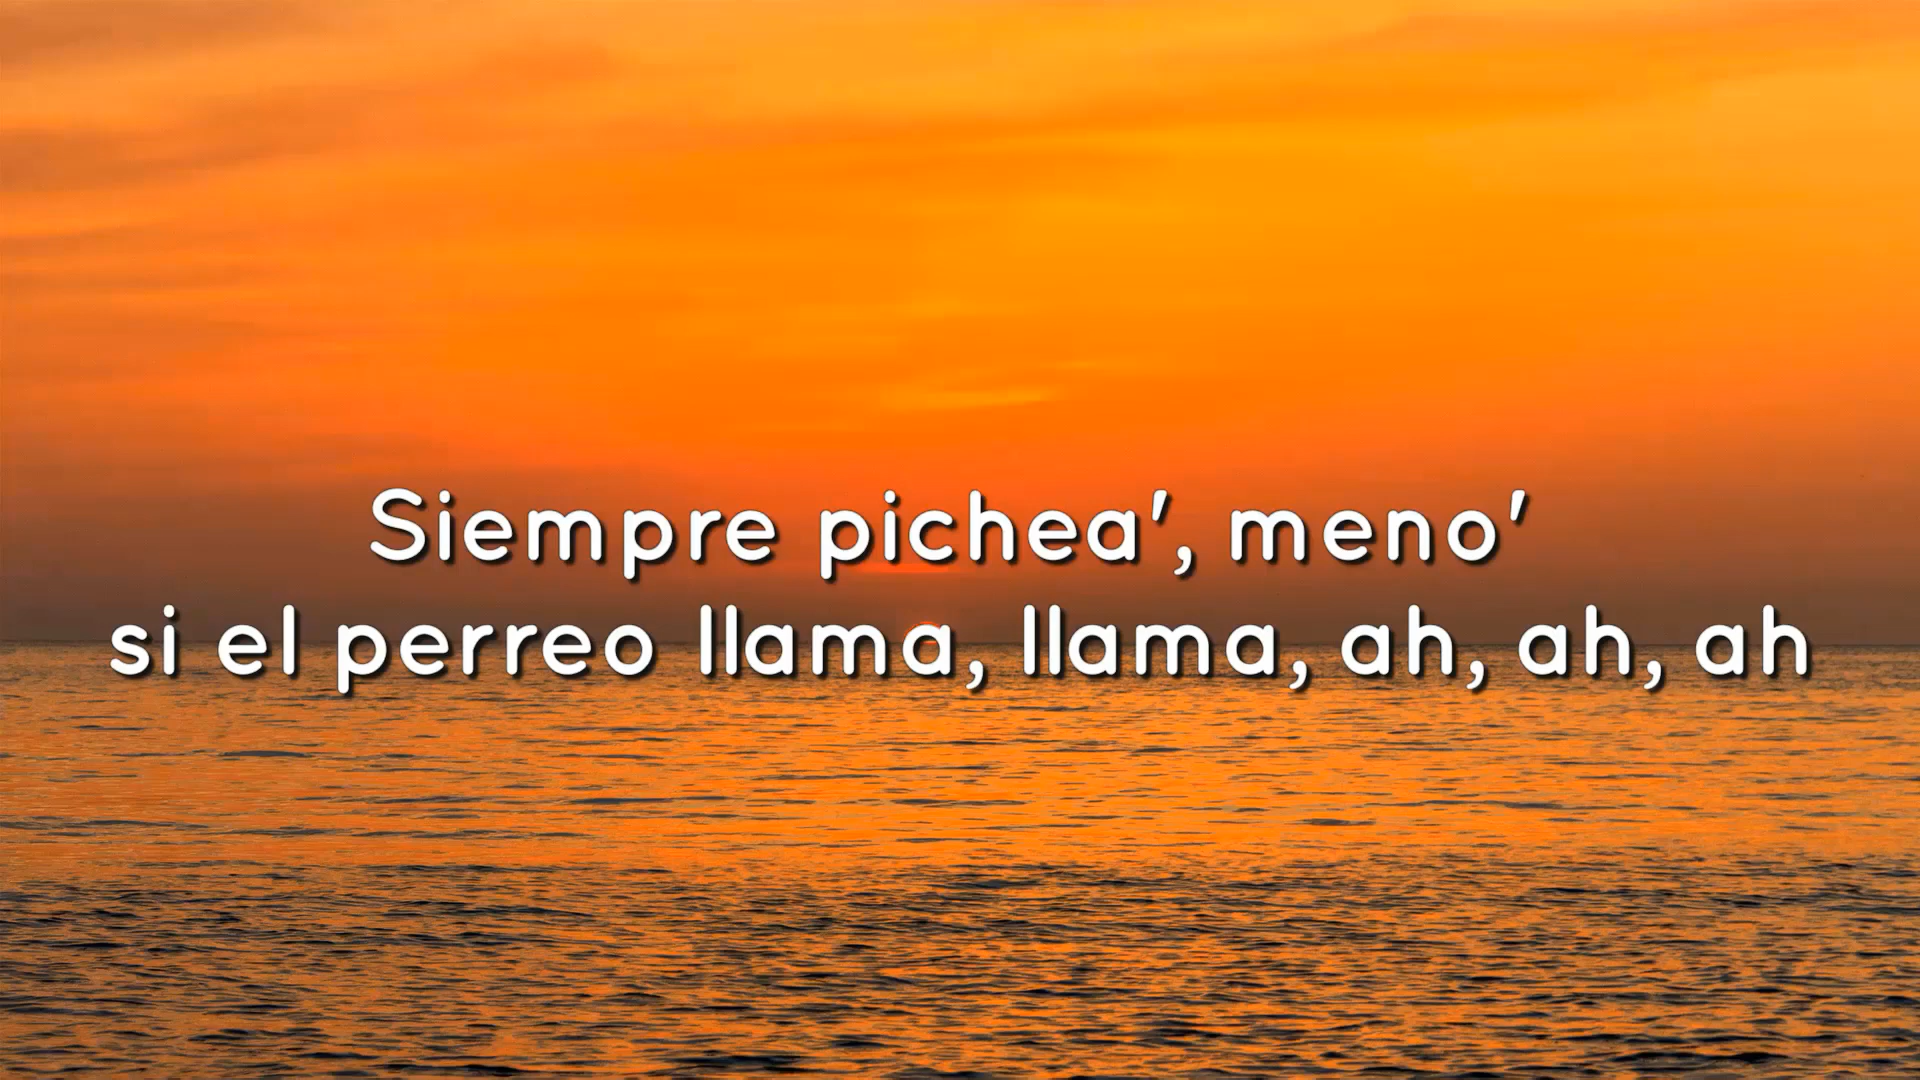 Siempre pichea', meno'
si el perreo llama, llama, ah, ah, ah